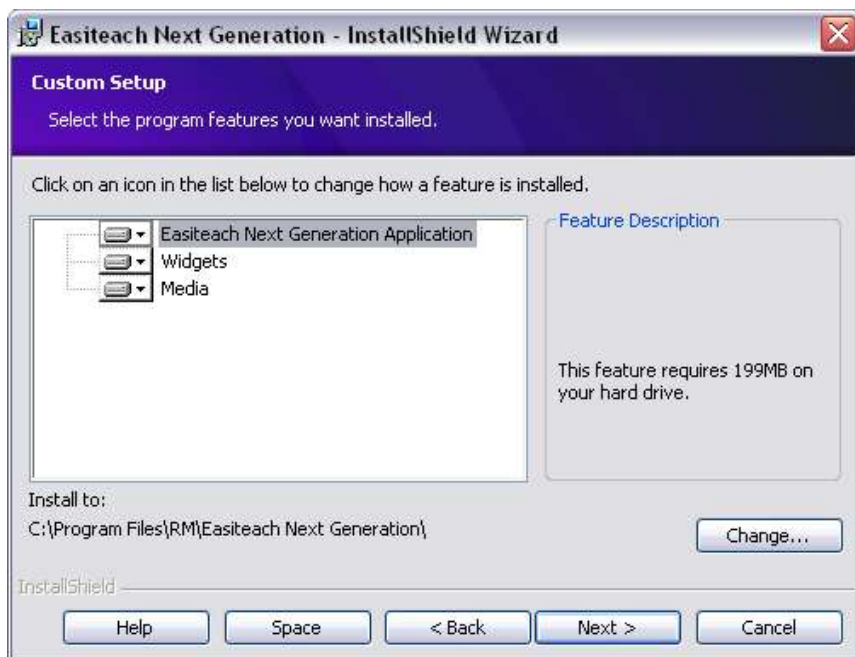 Easiteach Next Generation - InstallShield Wizard
Custom Setup
Select the program features you want installed.
Click on an icon in the list below to change how a feature is installed.
Easiteach Next Generation Application
Widgets
Media
Feature Description
This feature requires 199MB on
your hard drive.
Install to:
C:\Program Files\RM\Easiteach Next Generation\
Change...
InstallShield
Help
Space
< Back
Next >
Cancel